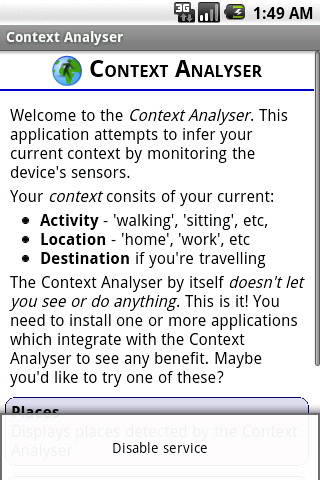 3G 1:49 AM
Context Analyser
Context Analyser
Welcome to the Context Analyser. This
application attempts to infer your
current context by monitoring the
device's sensors.
Your context consits of your current:
• Activity - 'walking', 'sitting', etc,
• Location - 'home', 'work', etc
• Destination if you're travelling
The Context Analyser by itself doesn't let
you see or do anything. This is it! You
need to install one or more applications
which integrate with the Context
Analyser to see any benefit. Maybe
you'd like to try one of these?
Places
Displays places detected by the Context
Analyser
Disable service